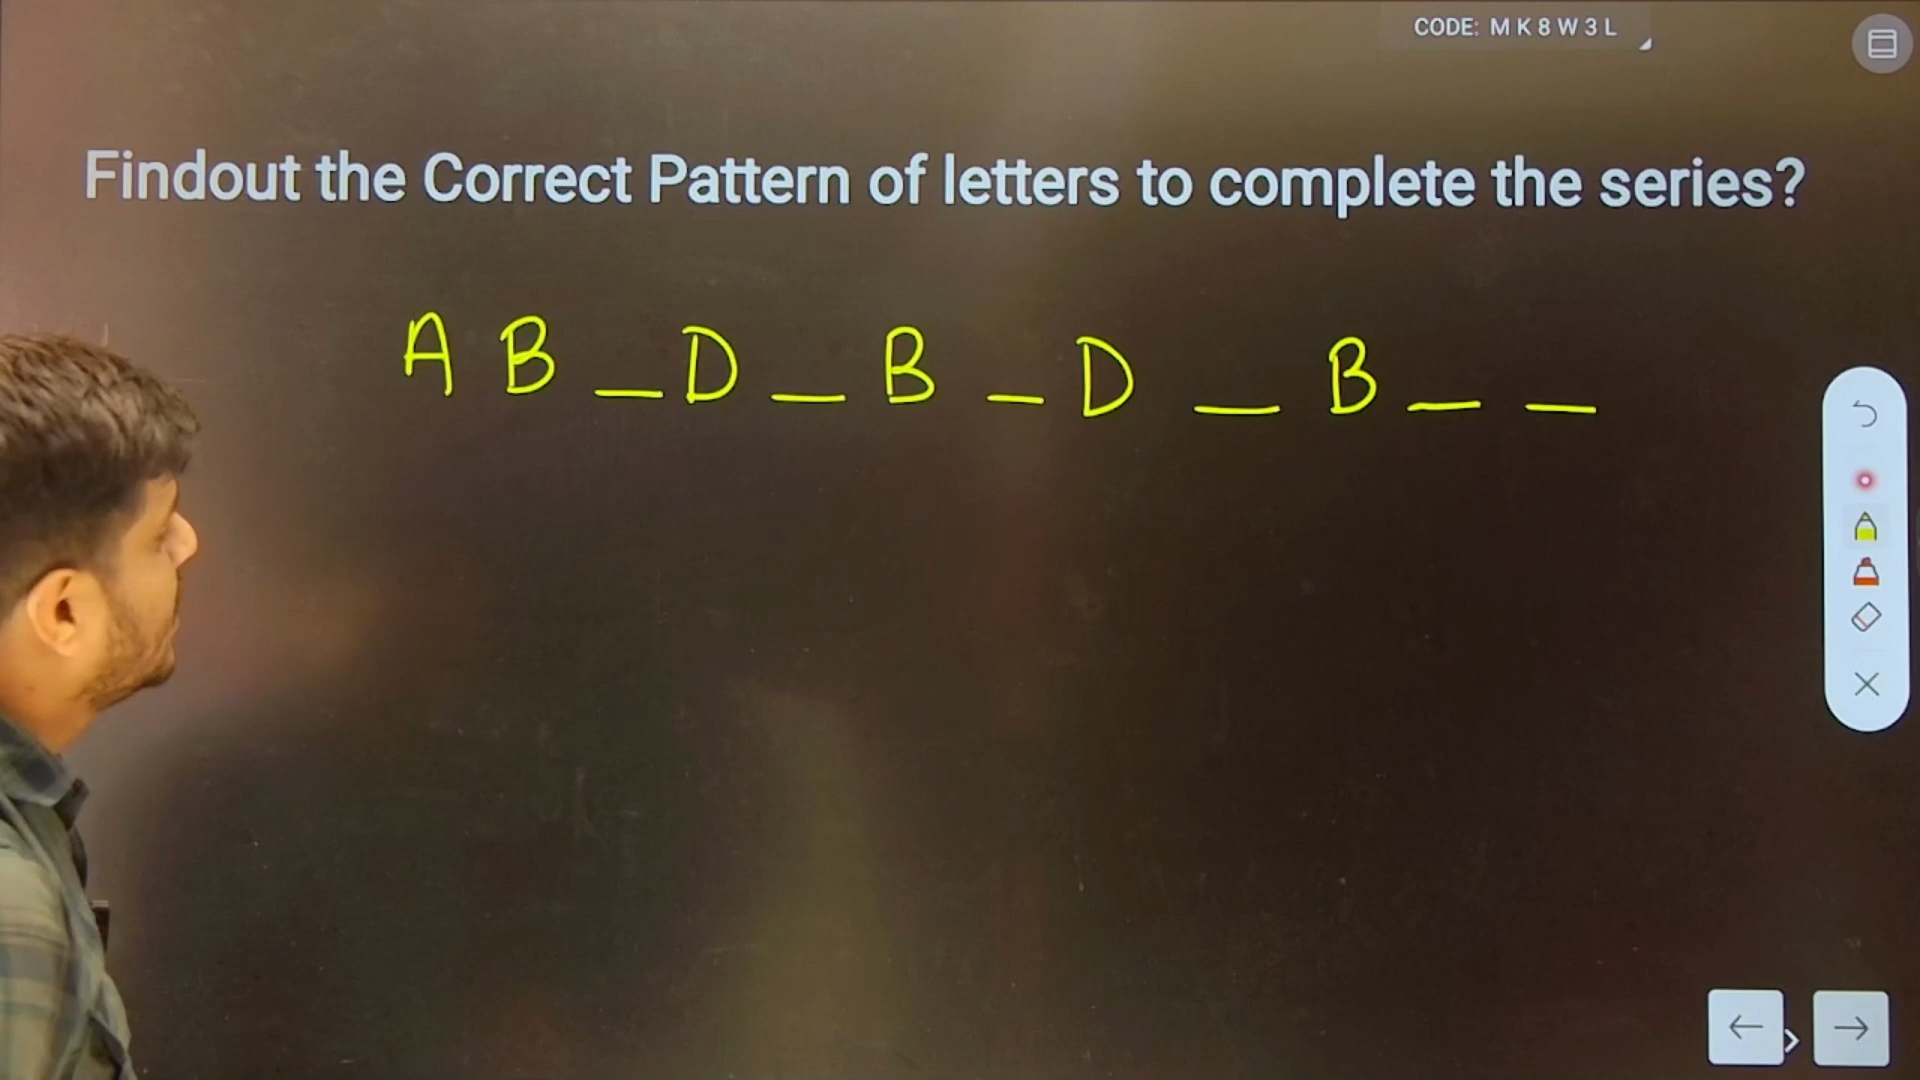 CODE: M K 8 W 3 L
Findout the Correct Pattern of letters to complete the series?
A B _ D _ B _ D _ B _ _